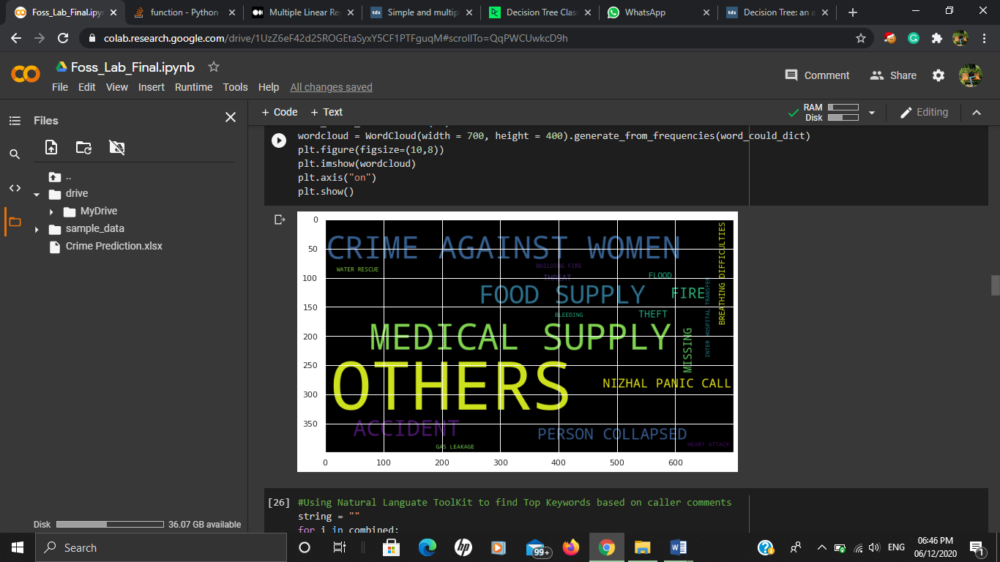 Foss_Lab_Final.ipyn
function - Python
Multiple Linear Re
Simple and multip
Decision Tree Clas
WhatsApp
Decision Tree: an a
colab.research.google.com/drive/1UzZ6eF42d25ROGEtaSyxY5CF1PTFguqM#scrollTo=QqPWCUwkcD9h
Foss_Lab_Final.ipynb
Comment
Share
File Edit View Insert Runtime Tools Help All changes saved
Files
+ Code + Text
RAM
Disk
Editing
..
drive
MyDrive
sample_data
Crime Prediction.xlsx
wordcloud = WordCloud(width = 700, height = 400).generate_from_frequencies(word_could_dict)
plt.figure(figsize=(10,8))
plt.imshow(wordcloud)
plt.axis("on")
plt.show()
0
50
100
150
200
250
300
350
CRIME AGAINST WOMEN
BUILDING FIRE
WATER RESCUE
THREAT
FLOOD
FOOD SUPPLY
FIRE
BREATHING DIFFICULTIES
INTER HOSPITAL TRANSFER
BLEEDING
THEFT
MEDICAL SUPPLY
MISSING
OTHERS
NIZHAL PANIC CALL
ACCIDENT
PERSON COLLAPSED
GAS LEAKAGE
HEART ATTACK
0 100 200 300 400 500 600
[26] #Using Natural Languate ToolKit to find Top Keywords based on caller comments
string = ""
for i in combined:
Disk 36.07 GB available
Search
99+
ENG
06:46 PM
06/12/2020
1